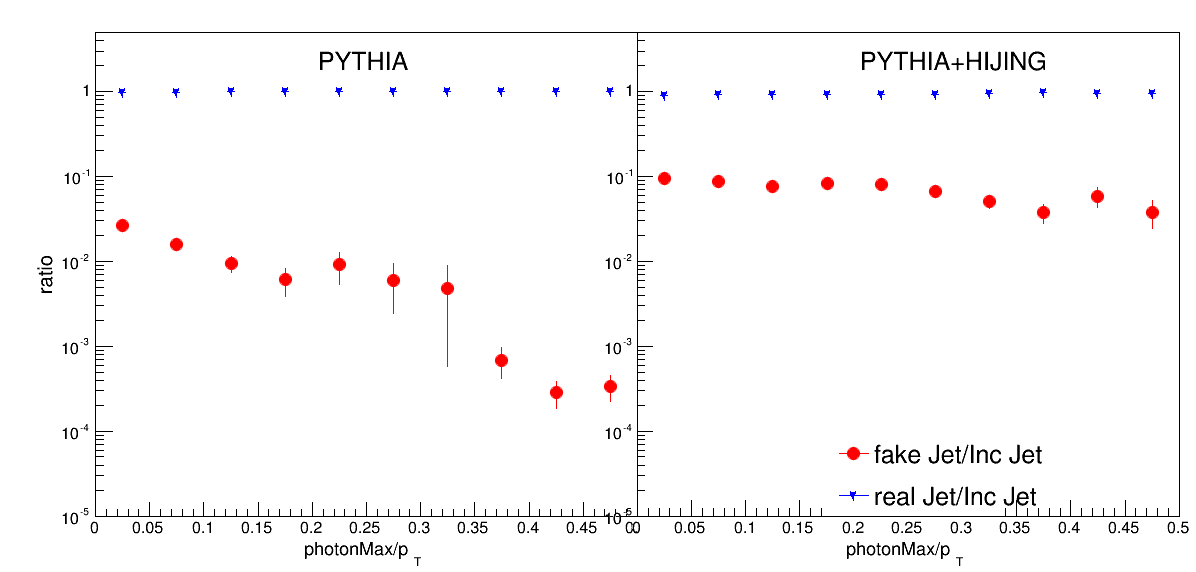 PYTHIA
PYTHIA+HIJING
ratio
1
10^-1
10^-2
10^-3
10^-4
10^-5
1
10^-1
10^-2
10^-3
10^-4
10^-5
fake Jet/Inc Jet
real Jet/Inc Jet
0 0.05 0.1 0.15 0.2 0.25 0.3 0.35 0.4 0.45
0 0.05 0.1 0.15 0.2 0.25 0.3 0.35 0.4 0.45 0.5
photonMax/p_T
photonMax/p_T